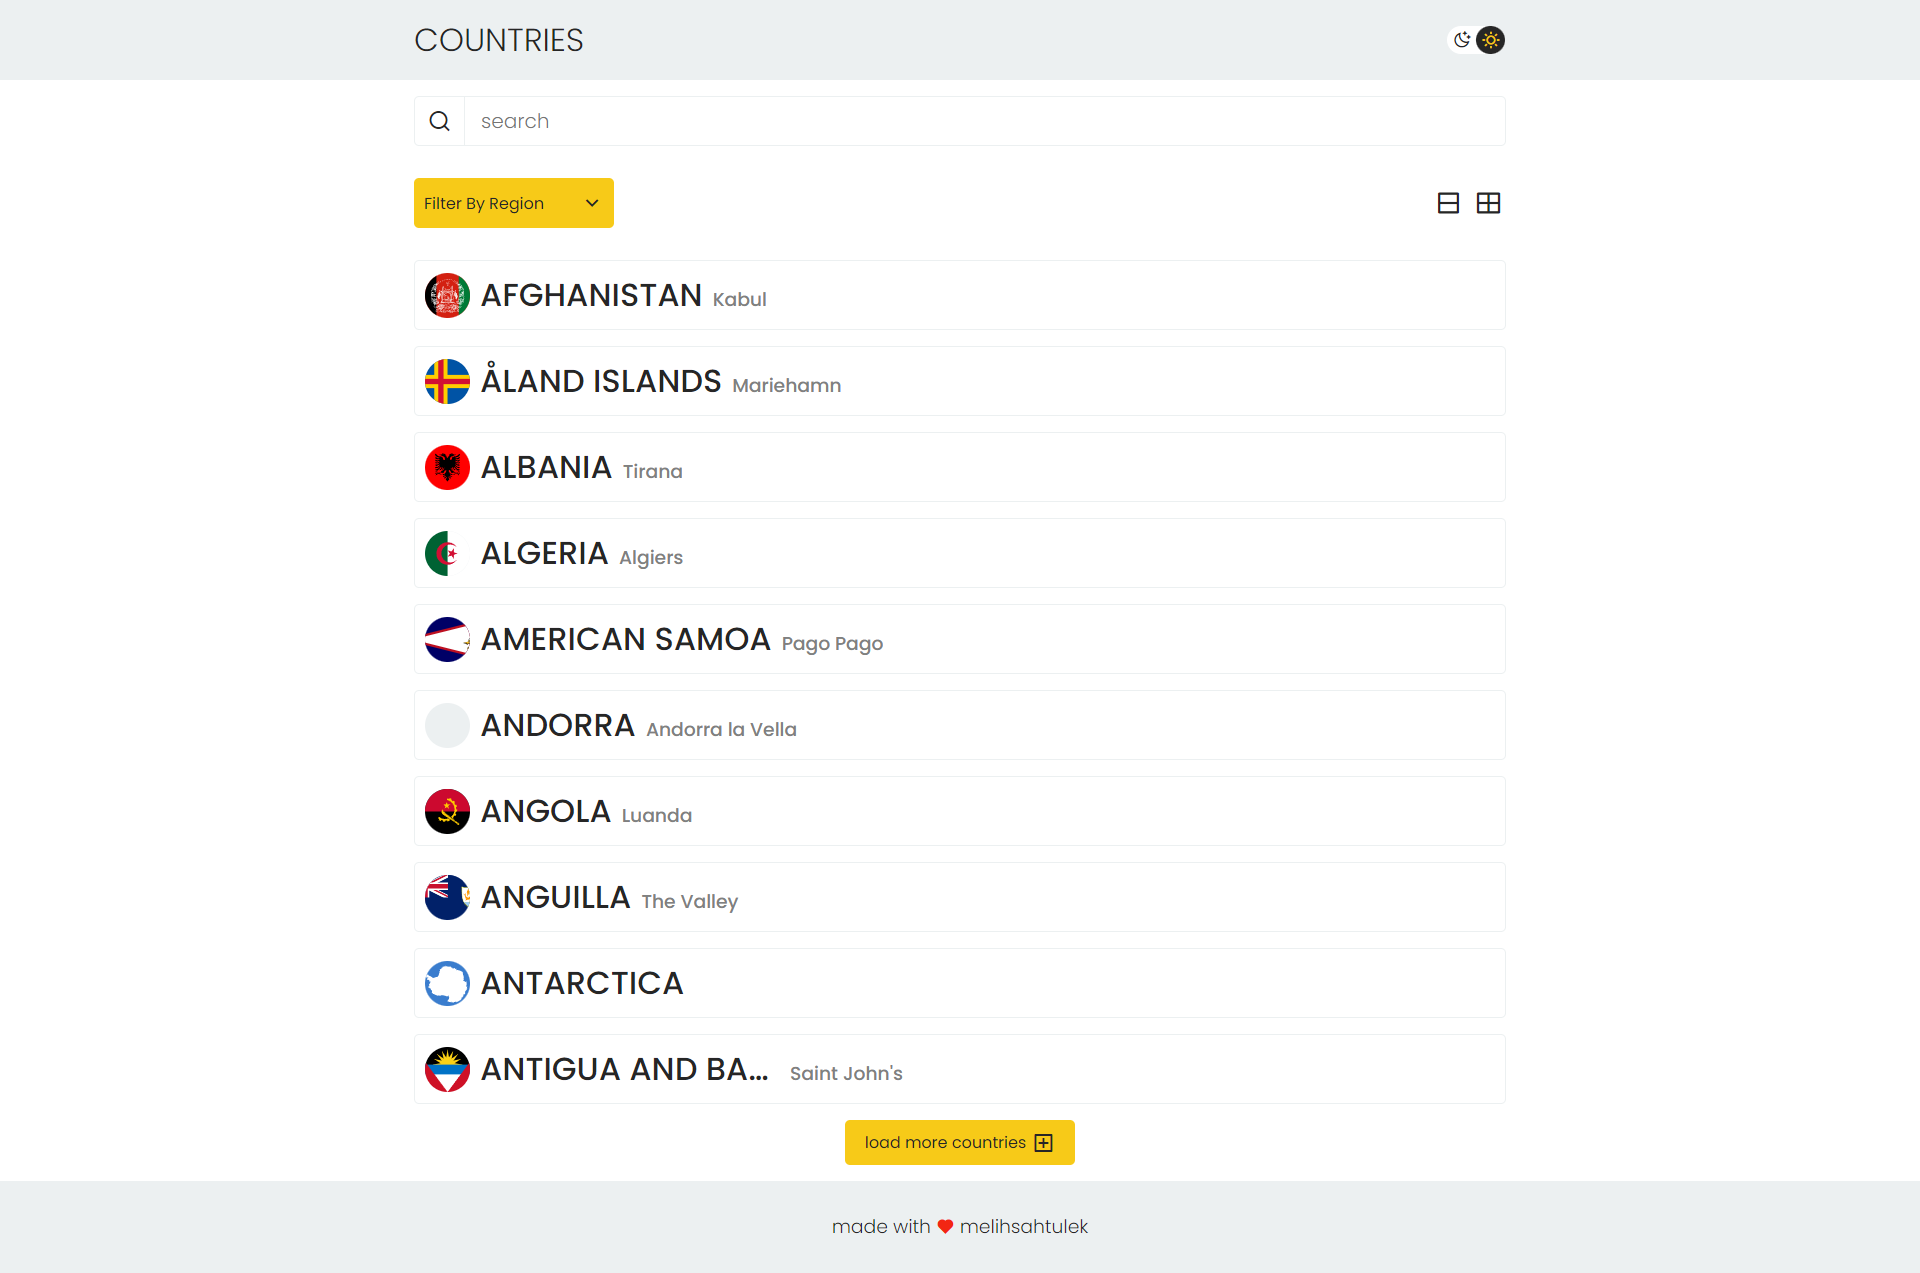 COUNTRIES
search
Filter By Region
AFGHANISTAN Kabul
ÅLAND ISLANDS Mariehamn
ALBANIA Tirana
ALGERIA Algiers
AMERICAN SAMOA Pago Pago
ANDORRA Andorra la Vella
ANGOLA Luanda
ANGUILLA The Valley
ANTARCTICA
ANTIGUA AND BA... Saint John's
load more countries
made with melihsahtulek